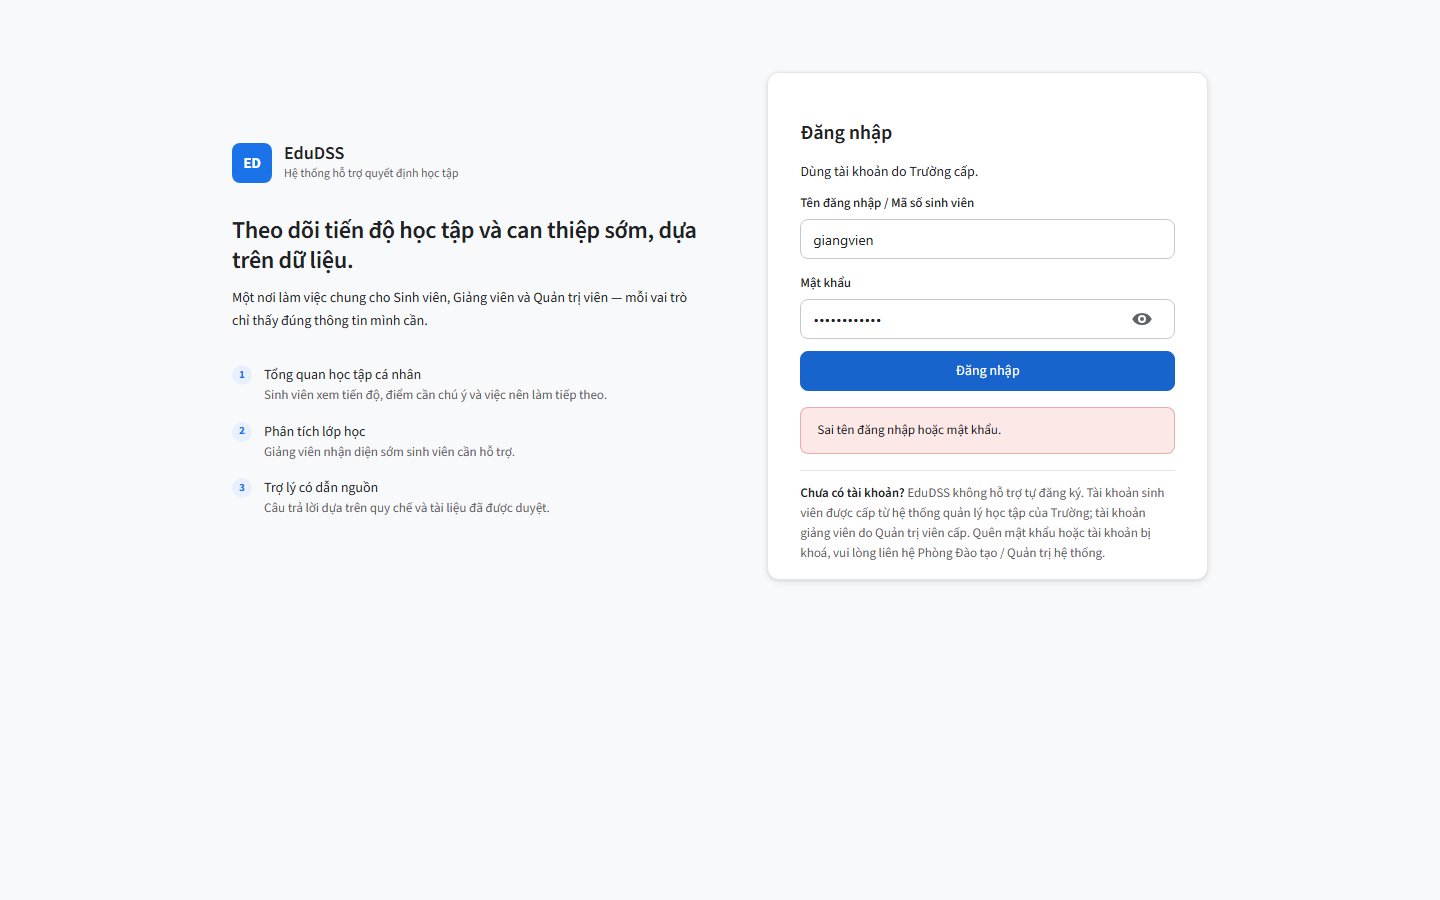 ED
EduDSS
Hệ thống hỗ trợ quyết định học tập
Theo dõi tiến độ học tập và can thiệp sớm, dựa
trên dữ liệu.
Một nơi làm việc chung cho Sinh viên, Giảng viên và Quản trị viên — mỗi vai trò
chỉ thấy đúng thông tin mình cần.
1
Tổng quan học tập cá nhân
Sinh viên xem tiến độ, điểm cần chú ý và việc nên làm tiếp theo.
2
Phân tích lớp học
Giảng viên nhận diện sớm sinh viên cần hỗ trợ.
3
Trợ lý có dẫn nguồn
Câu trả lời dựa trên quy chế và tài liệu đã được duyệt.
Đăng nhập
Dùng tài khoản do Trường cấp.
Tên đăng nhập / Mã số sinh viên
giangvien
Mật khẩu
••••••••••••
Đăng nhập
Sai tên đăng nhập hoặc mật khẩu.
Chưa có tài khoản? EduDSS không hỗ trợ tự đăng ký. Tài khoản sinh
viên được cấp từ hệ thống quản lý học tập của Trường; tài khoản
giảng viên do Quản trị viên cấp. Quên mật khẩu hoặc tài khoản bị
khoá, vui lòng liên hệ Phòng Đào tạo / Quản trị hệ thống.